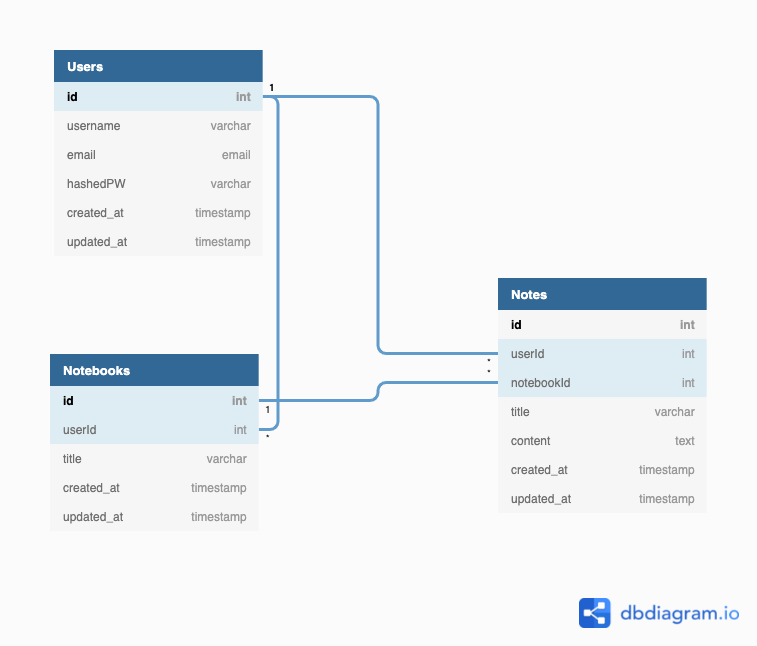 Users
id int
1
username varchar
email email
hashedPW varchar
created_at timestamp
updated_at timestamp
Notebooks
id int
1
userId int
*
title varchar
created_at timestamp
updated_at timestamp
Notes
id int
userId int
*
*
notebookId int
title varchar
content text
created_at timestamp
updated_at timestamp
dbdiagram.io